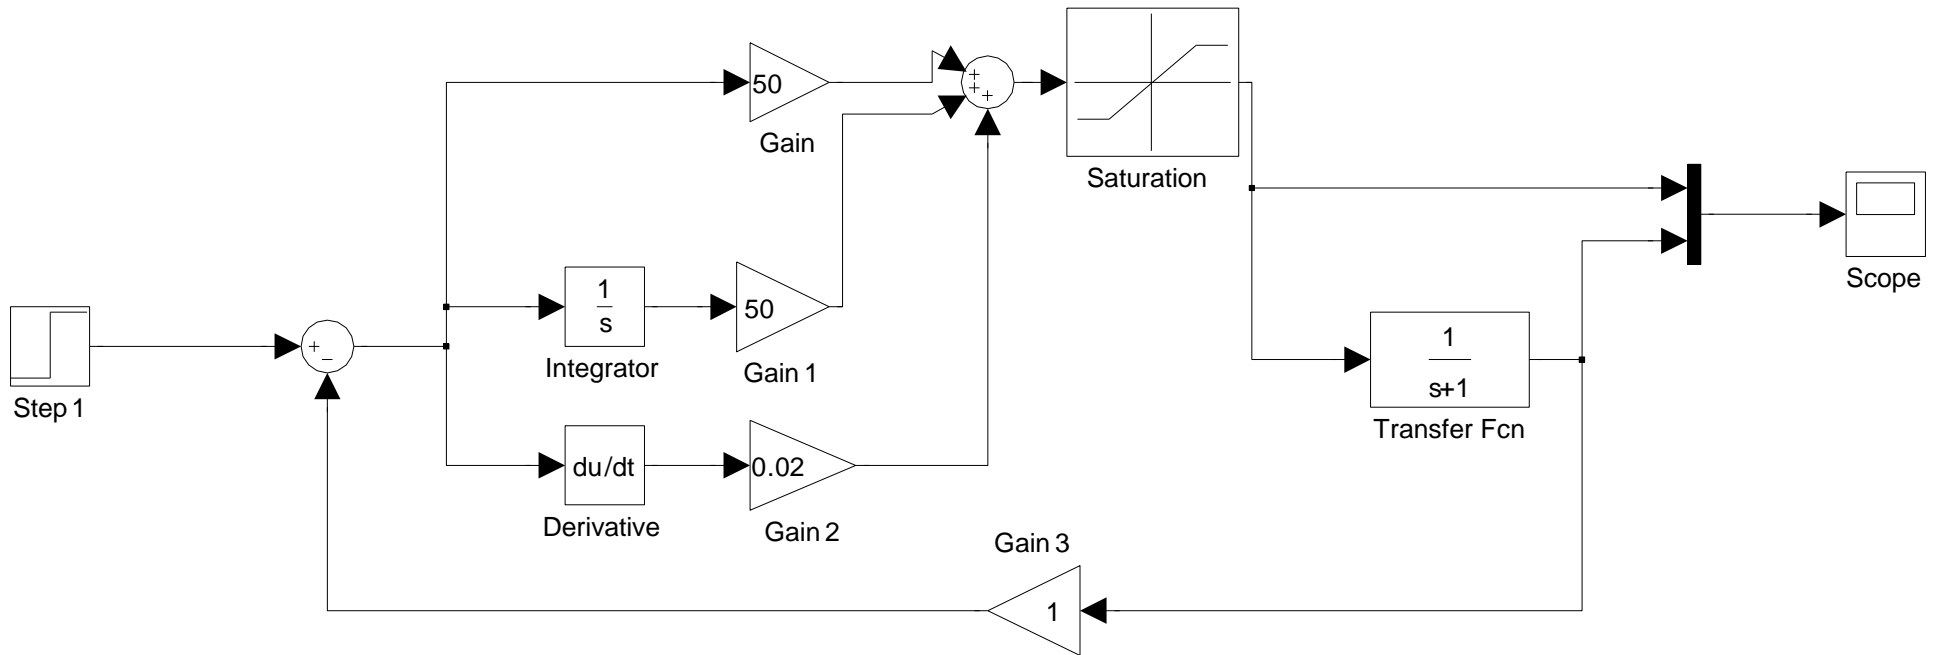 50
Gain
+
+
+
Saturation
Scope
1
s
Integrator
50
Gain 1
+
−
Step 1
1
s+1
Transfer Fcn
du/dt
Derivative
0.02
Gain 2
Gain 3
1